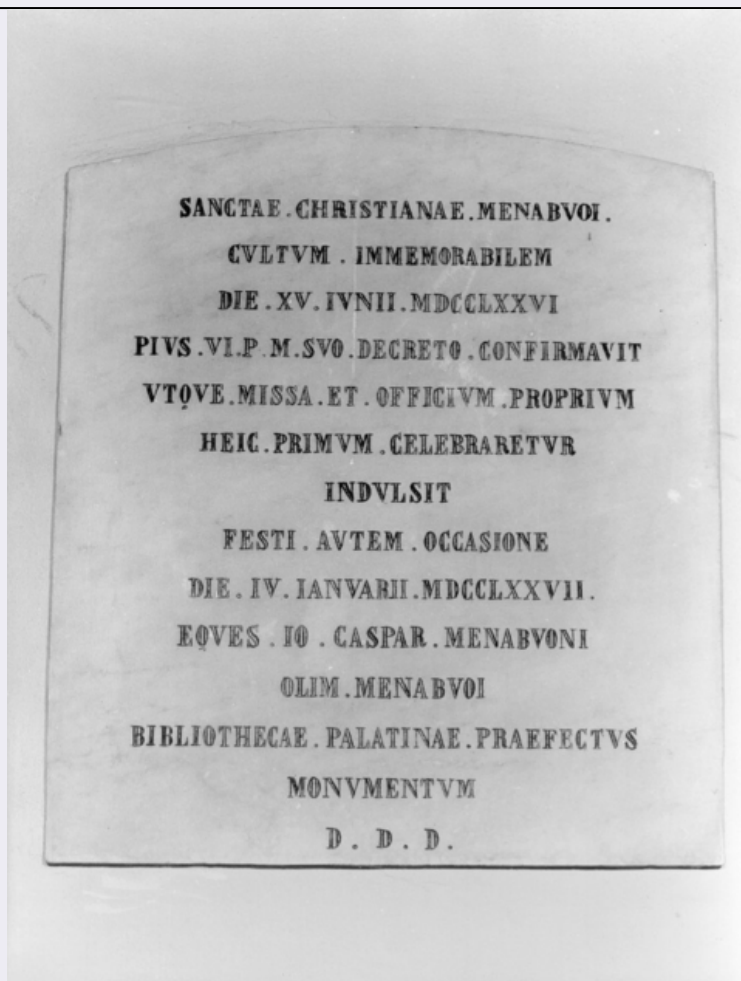 SANCTAE . CHRISTIANAE . MENABVOI .
CVLTVM . IMMEMORABILEM
DIE . XV . IVNII . MDCCLXXVI
PIVS . VI . P . M . SVO . DECRETO . CONFIRMAVIT
VTQVE . MISSA . ET . OFFICIVM . PROPRIVM
HEIC . PRIMVM . CELEBRARETVR
INDVLSIT
FESTI . AVTEM . OCCASIONE
DIE . IV . IANVARII . MDCCLXXVII .
EQVES . IO . CASPAR . MENABVONI
OLIM . MENABVOI
BIBLIOTHECAE . PALATINAE . PRAEFECTVS
MONVMENTVM
D . D . D .